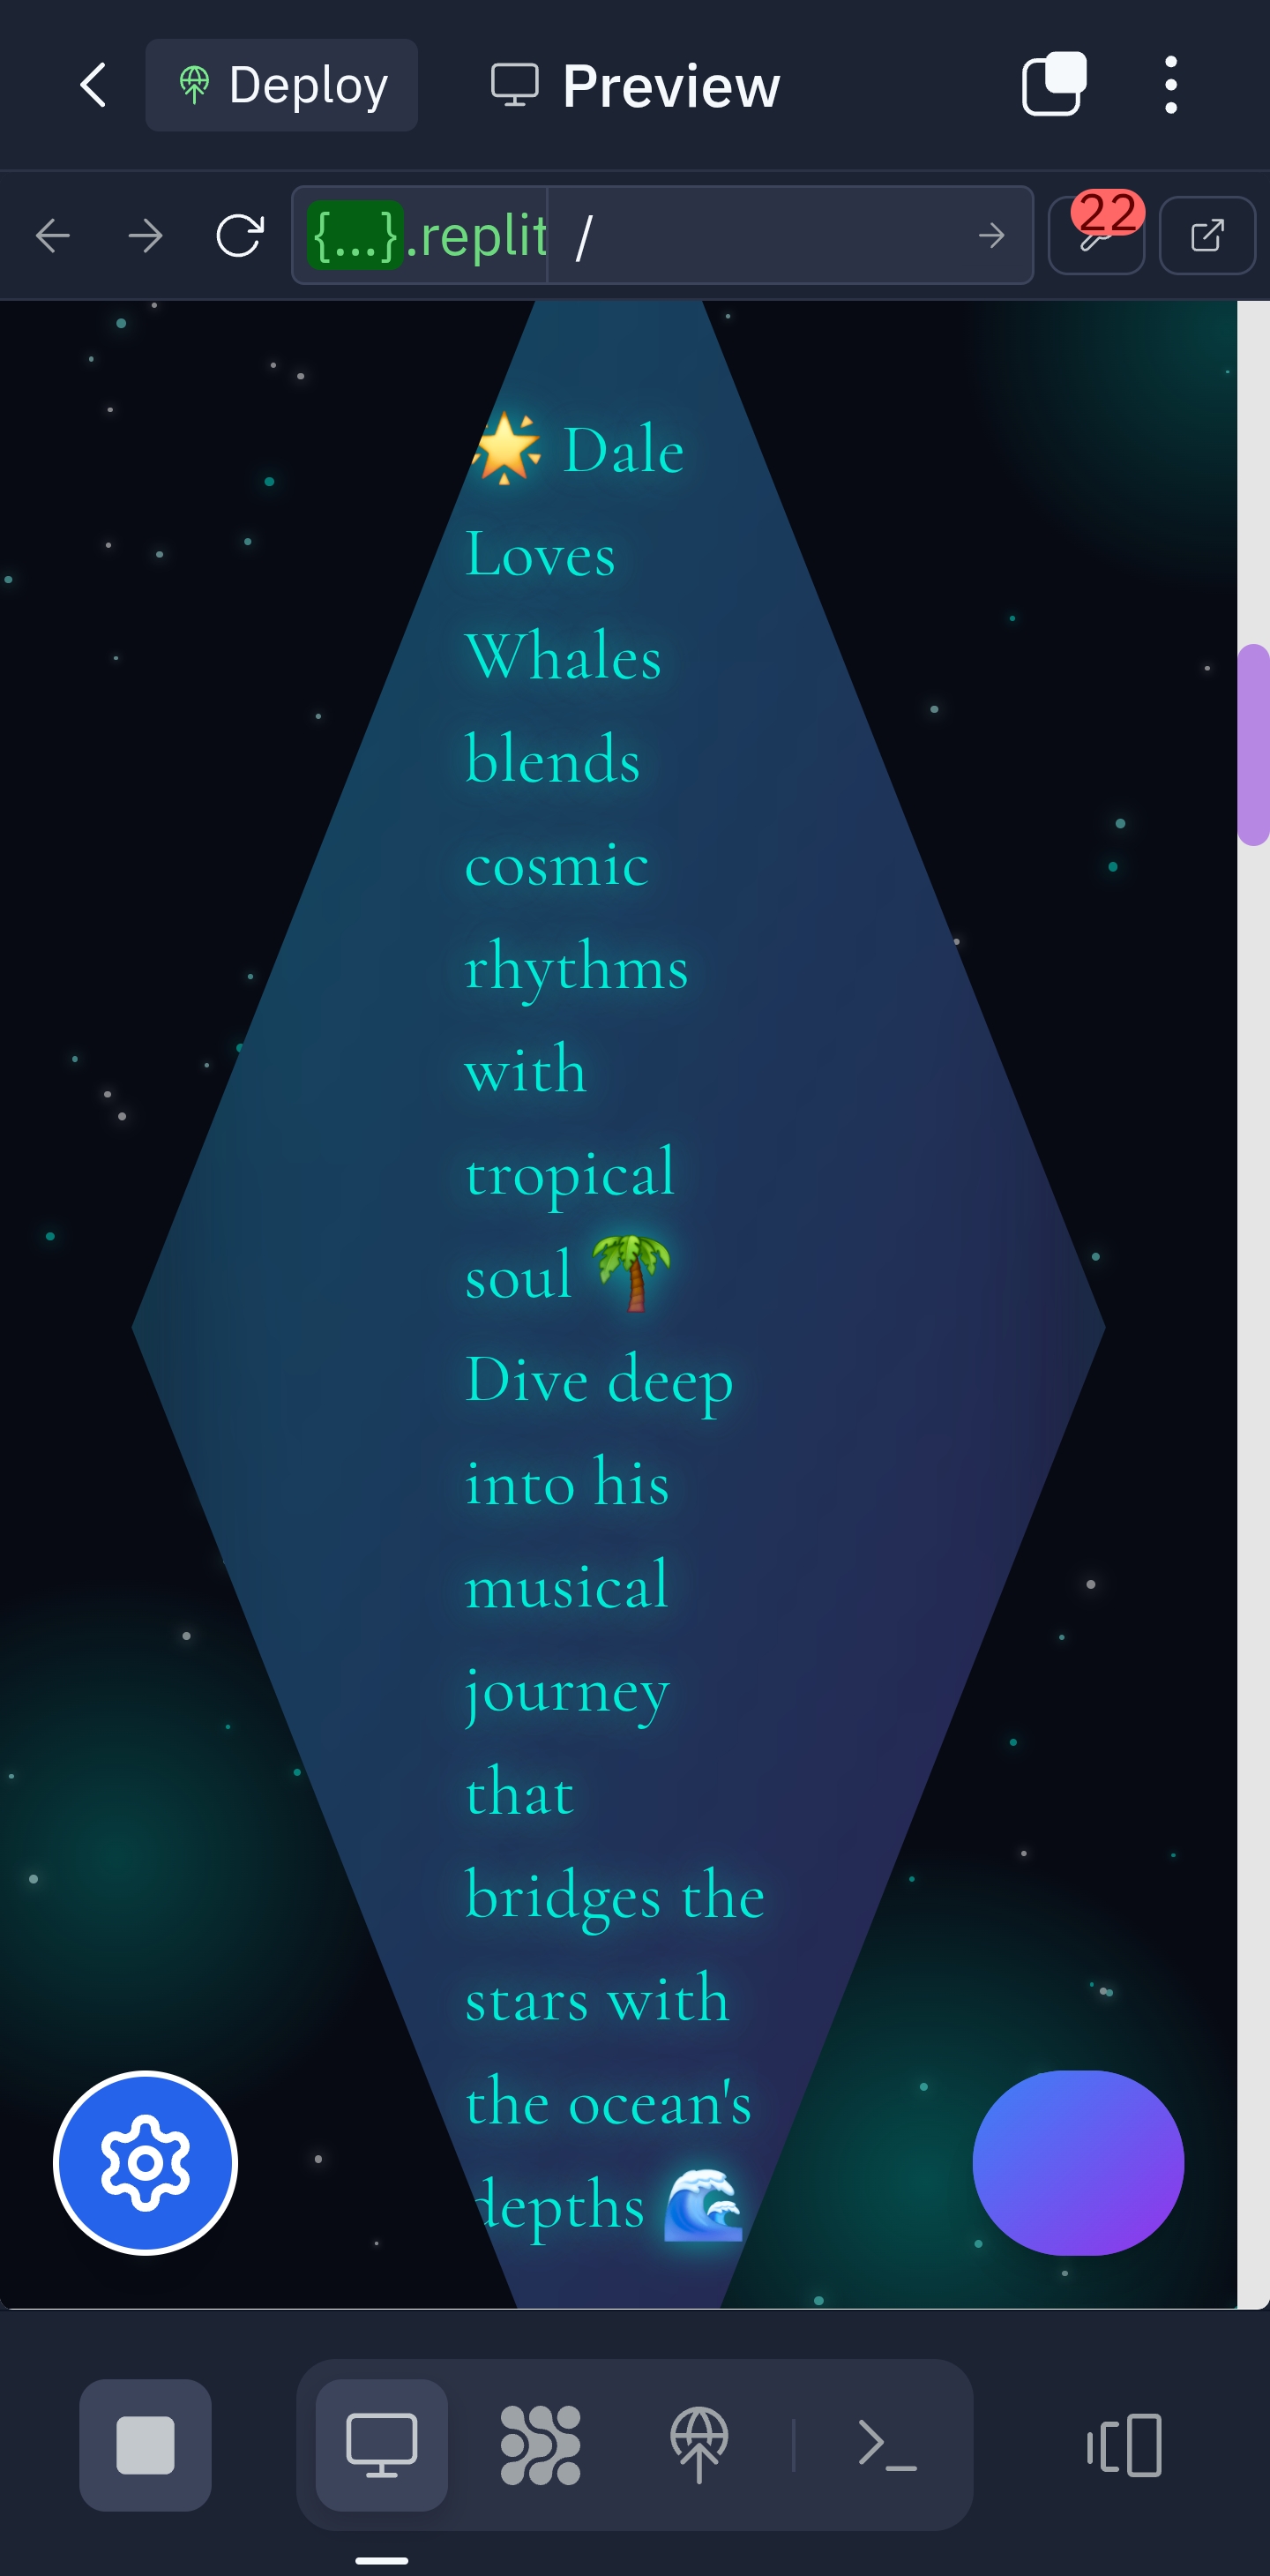 Deploy
Preview
{...}.replit /
22
🌟 Dale
Loves
Whales
blends
cosmic
rhythms
with
tropical
soul 🌴
Dive deep
into his
musical
journey
that
bridges the
stars with
the ocean's
depths 🌊